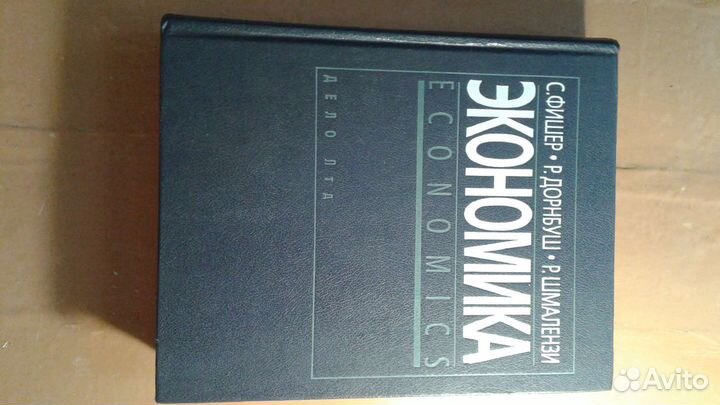 С. ФИШЕР • Р. ДОРНБУШ • Р. ШМАЛЕНЗИ
ЭКОНОМИКА
ECONOMICS
ДЕЛО ЛТД
Avito